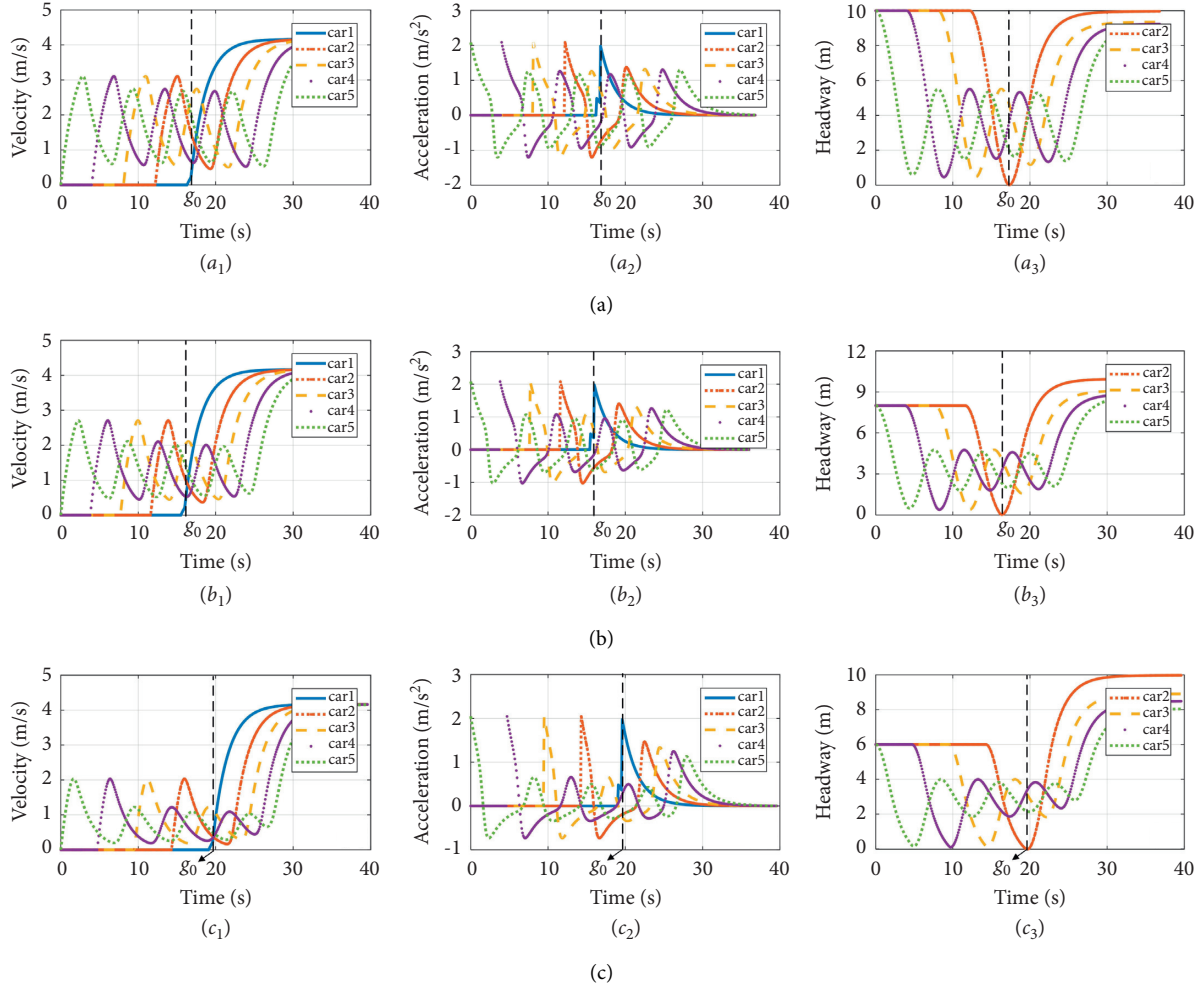 5
4
3
2
1
0
Velocity (m/s)
car1
car2
car3
car4
car5
0 10 g0 20 30 40
Time (s)
(a1)
3
2
1
0
-1
-2
Acceleration (m/s2)
car1
car2
car3
car4
car5
0 10 g0 20 30 40
Time (s)
(a2)
10
8
6
4
2
0
Headway (m)
car2
car3
car4
car5
0 10 g0 20 30 40
Time (s)
(a3)
(a)
5
4
3
2
1
0
Velocity (m/s)
car1
car2
car3
car4
car5
0 10 g0 20 30 40
Time (s)
(b1)
3
2
1
0
-1
-2
Acceleration (m/s2)
car1
car2
car3
car4
car5
0 10 g0 20 30 40
Time (s)
(b2)
12
9
6
3
0
Headway (m)
car2
car3
car4
car5
0 10 g0 20 30 40
Time (s)
(b3)
(b)
5
4
3
2
1
0
Velocity (m/s)
car1
car2
car3
car4
car5
0 10 g0 20 30 40
Time (s)
(c1)
3
2
1
0
-1
Acceleration (m/s2)
car1
car2
car3
car4
car5
0 10 g0 20 30 40
Time (s)
(c2)
10
8
6
4
2
0
Headway (m)
car2
car3
car4
car5
0 10 g0 20 30 40
Time (s)
(c3)
(c)